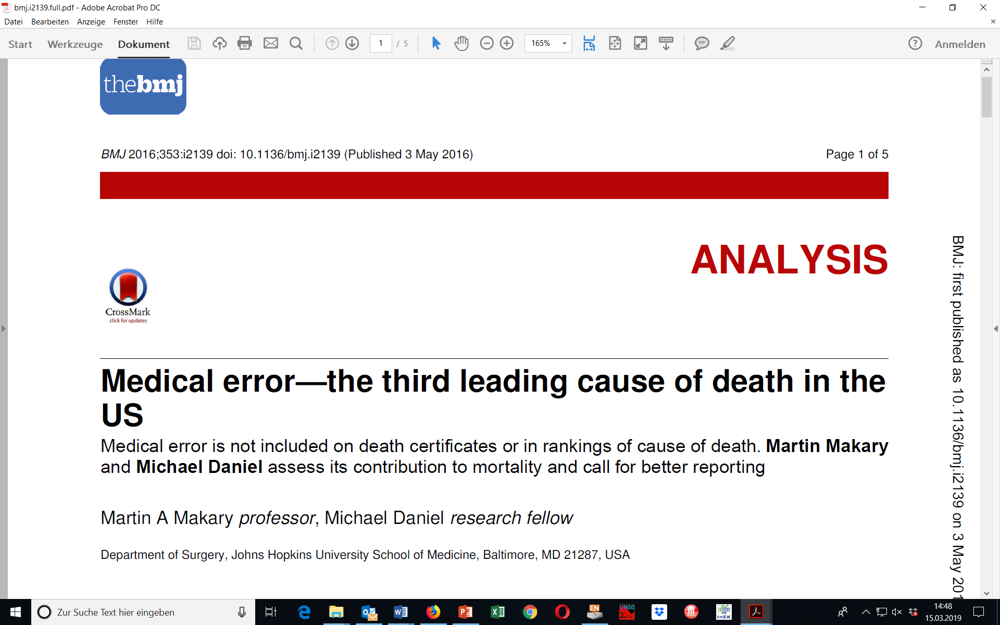 bmj.i2139.full.pdf - Adobe Acrobat Pro DC
Datei Bearbeiten Anzeige Fenster Hilfe
Start Werkzeuge Dokument 1 / 5 165% Anmelden
thebmj
BMJ 2016;353:i2139 doi: 10.1136/bmj.i2139 (Published 3 May 2016) Page 1 of 5
ANALYSIS
CrossMark
click for updates
Medical error—the third leading cause of death in the
US
Medical error is not included on death certificates or in rankings of cause of death. Martin Makary
and Michael Daniel assess its contribution to mortality and call for better reporting
Martin A Makary professor, Michael Daniel research fellow
Department of Surgery, Johns Hopkins University School of Medicine, Baltimore, MD 21287, USA
BMJ: first published as 10.1136/bmj.i2139 on 3 May 201
Zur Suche Text hier eingeben
EN
LINGO
InEK
14:48
15.03.2019